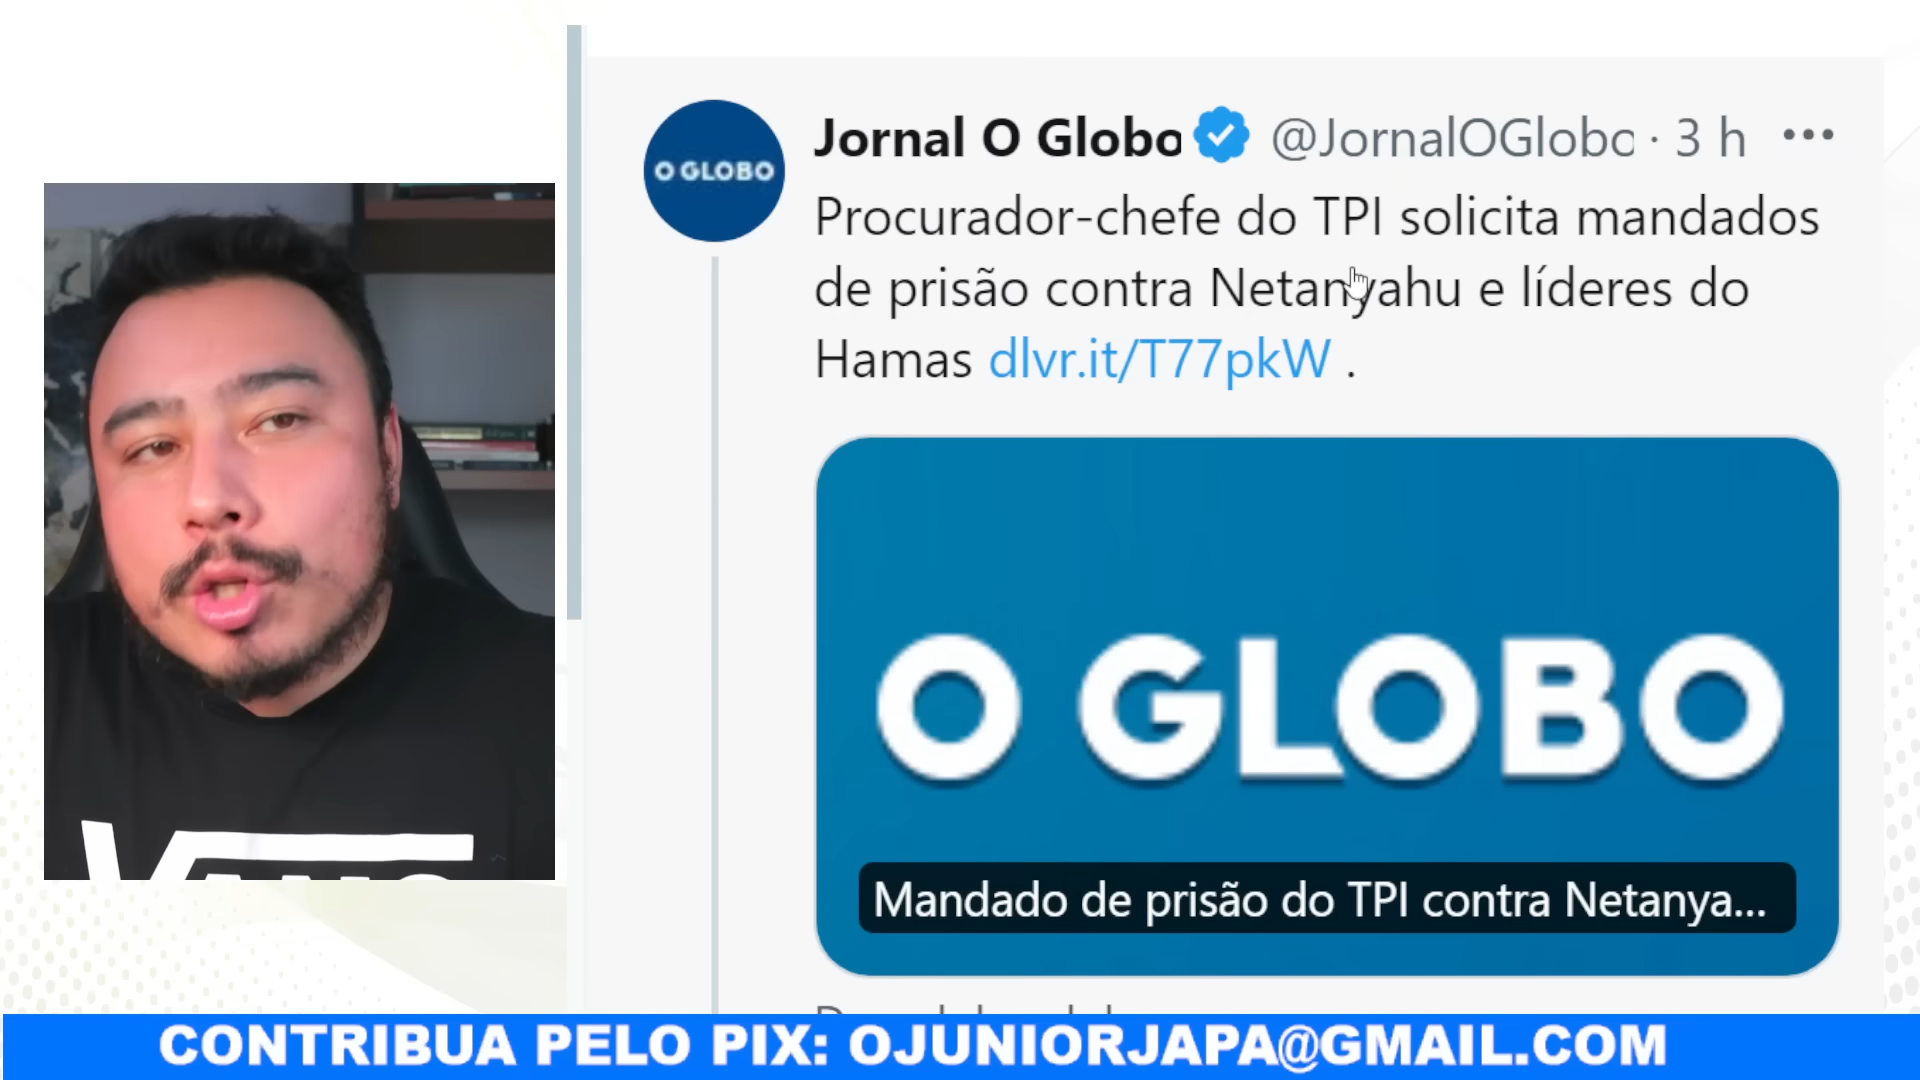 Jornal O Globo @JornalOGlobo · 3 h
O GLOBO
Procurador-chefe do TPI solicita mandados
de prisão contra Netanyahu e líderes do
Hamas dlvr.it/T77pkW .
O GLOBO
Mandado de prisão do TPI contra Netanya...
VANS
CONTRIBUA PELO PIX: OJUNIORJAPA@GMAIL.COM